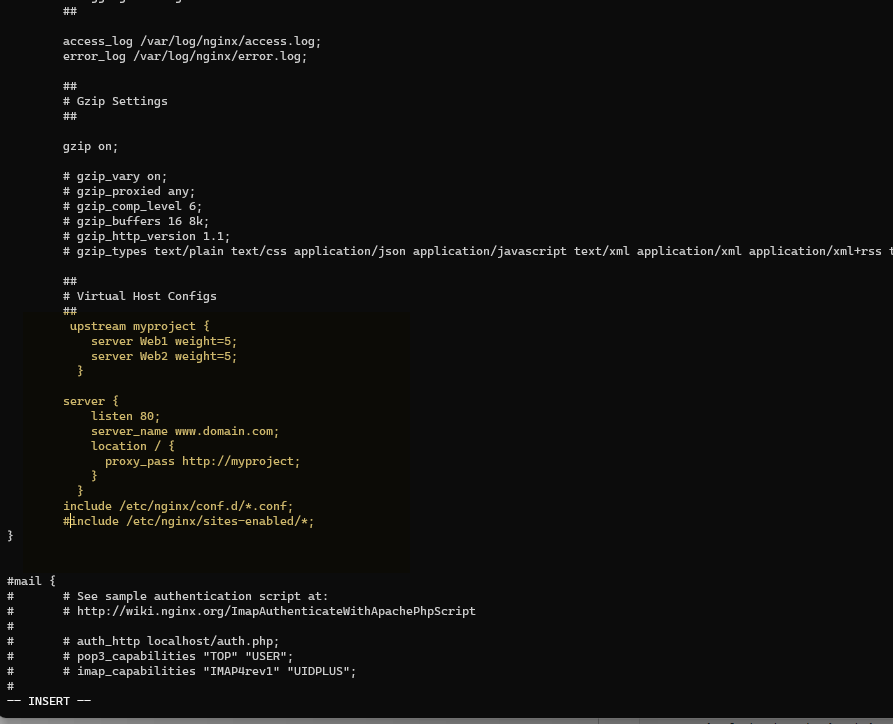 ##
access_log /var/log/nginx/access.log;
error_log /var/log/nginx/error.log;
##
# Gzip Settings
##
gzip on;
# gzip_vary on;
# gzip_proxied any;
# gzip_comp_level 6;
# gzip_buffers 16 8k;
# gzip_http_version 1.1;
# gzip_types text/plain text/css application/json application/javascript text/xml application/xml application/xml+rss t
##
# Virtual Host Configs
##
upstream myproject {
server Web1 weight=5;
server Web2 weight=5;
}
server {
listen 80;
server_name www.domain.com;
location / {
proxy_pass http://myproject;
}
}
include /etc/nginx/conf.d/*.conf;
#include /etc/nginx/sites-enabled/*;
}
#mail {
# # See sample authentication script at:
# # http://wiki.nginx.org/ImapAuthenticateWithApachePhpScript
#
# # auth_http localhost/auth.php;
# # pop3_capabilities "TOP" "USER";
# # imap_capabilities "IMAP4rev1" "UIDPLUS";
#
-- INSERT --